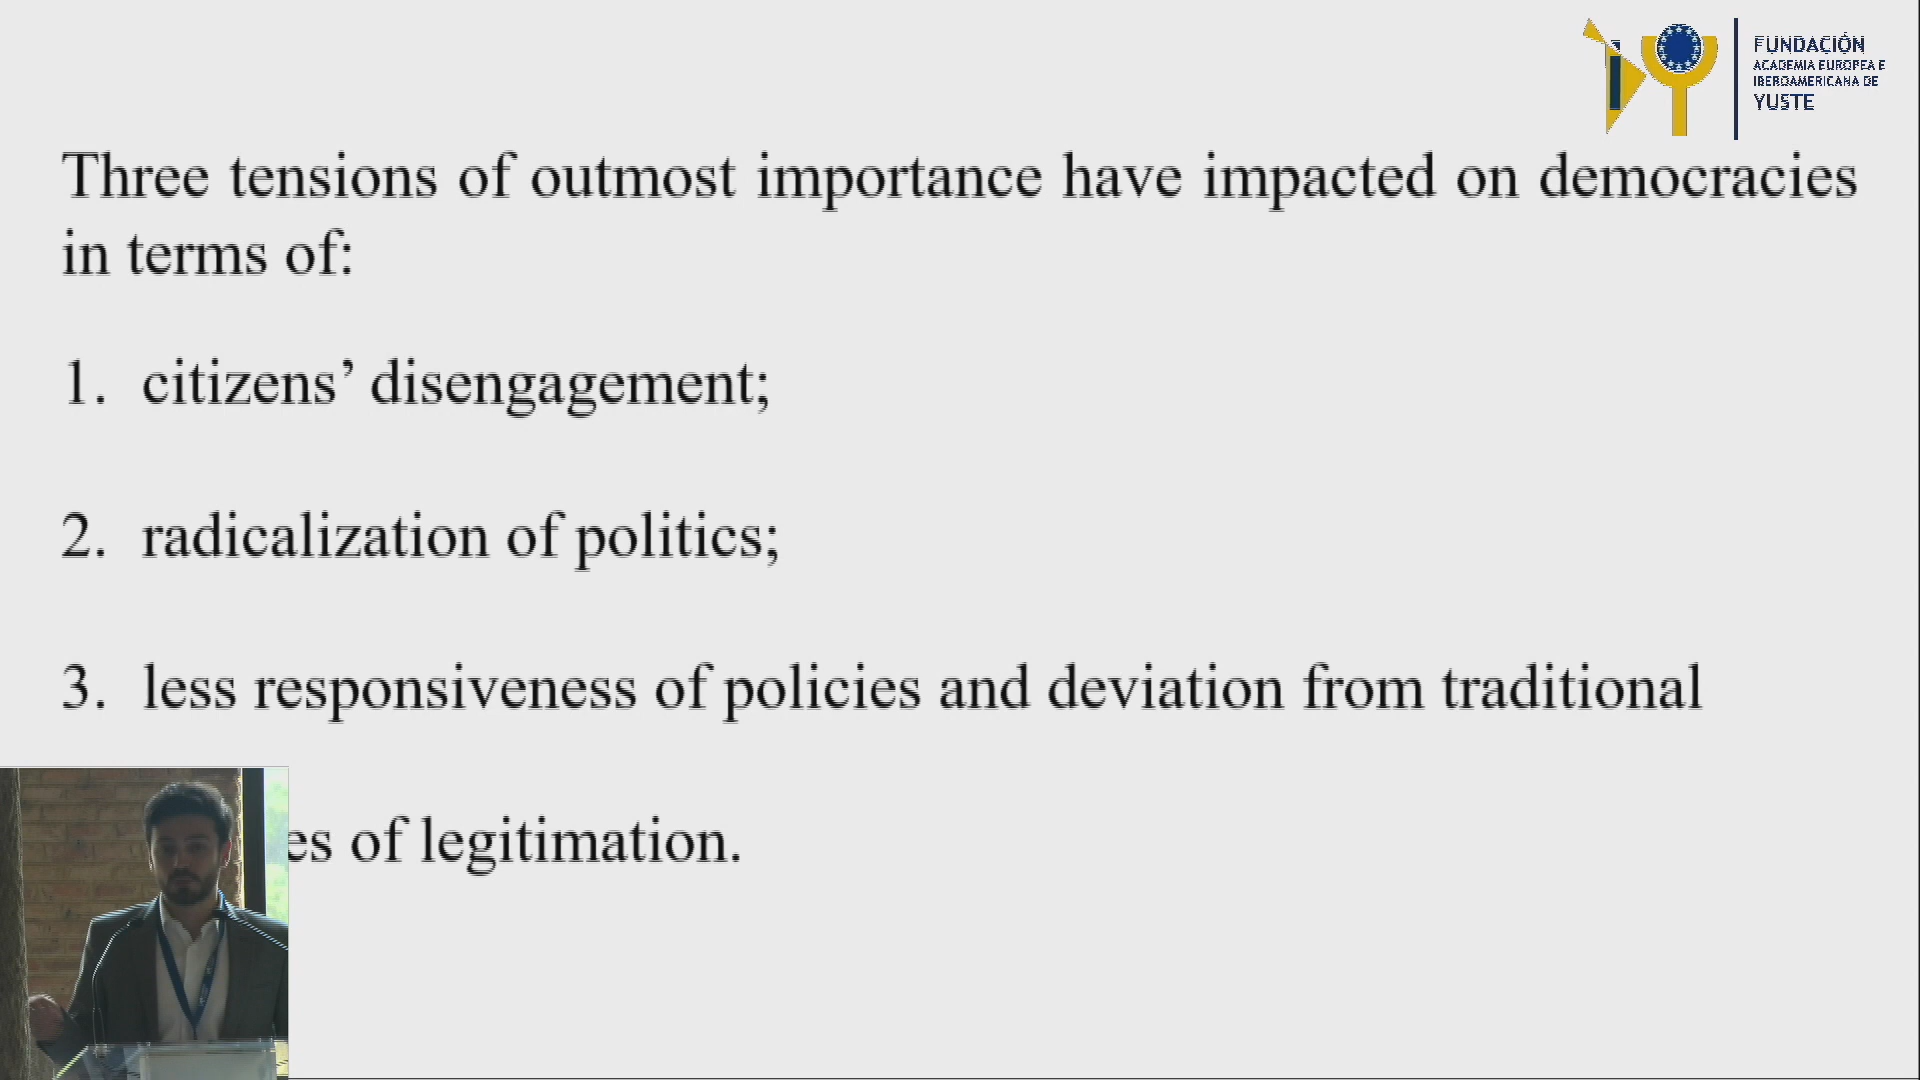 FUNDACIÓN
ACADEMIA EUROPEA E
IBEROAMERICANA DE
YUSTE
Three tensions of outmost importance have impacted on democracies
in terms of:
1. citizens’ disengagement;
2. radicalization of politics;
3. less responsiveness of policies and deviation from traditional
of legitimation.